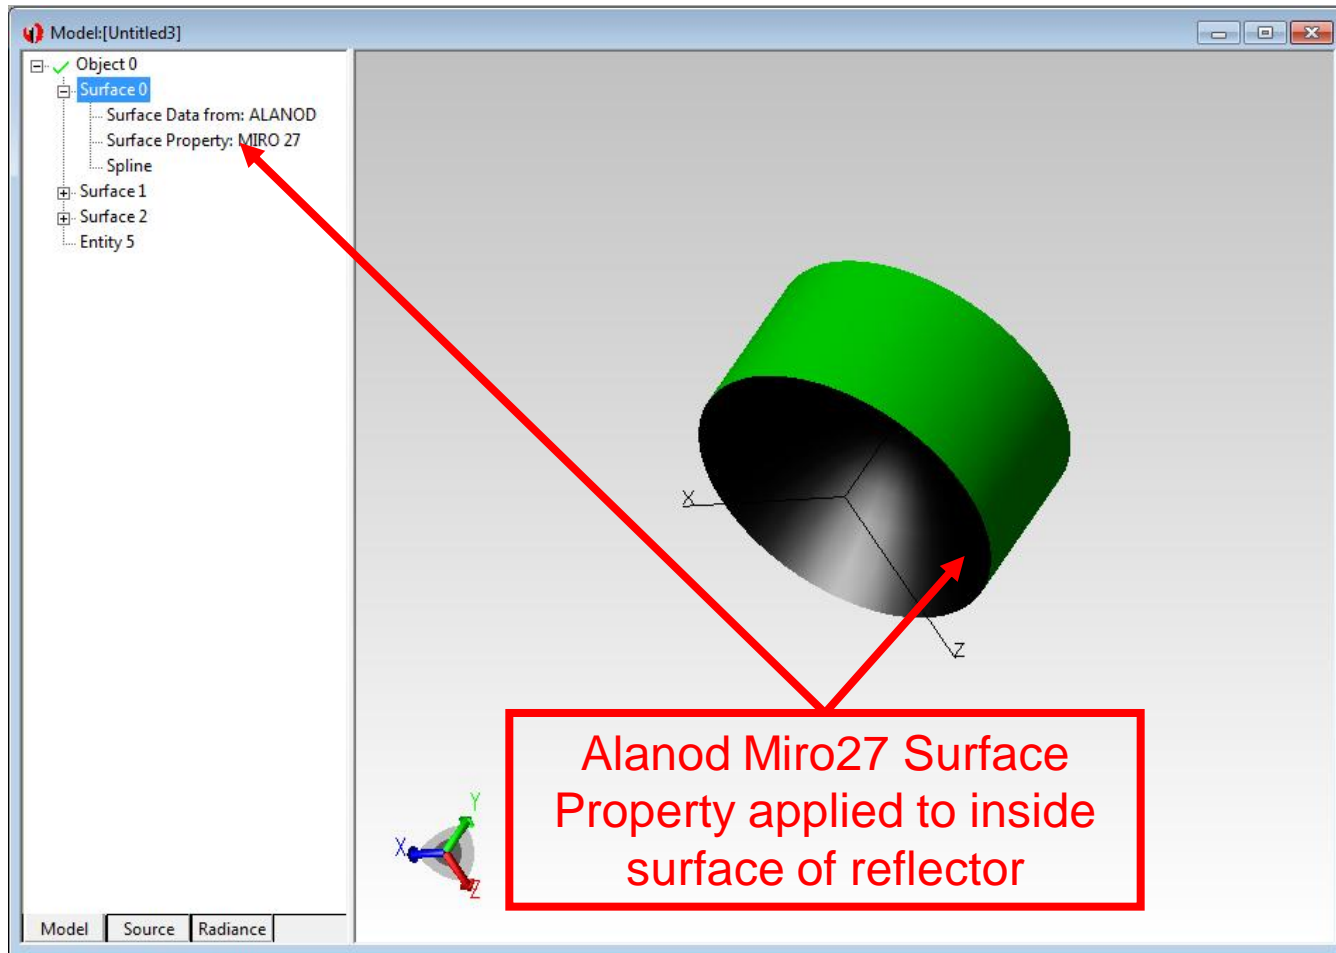 Model:[Untitled3]
Object 0
Surface 0
Surface Data from: ALANOD
Surface Property: MIRO 27
Spline
Surface 1
Surface 2
Entity 5
X
Z
Alanod Miro27 Surface
Property applied to inside
surface of reflector
Y
X
Z
Model Source Radiance